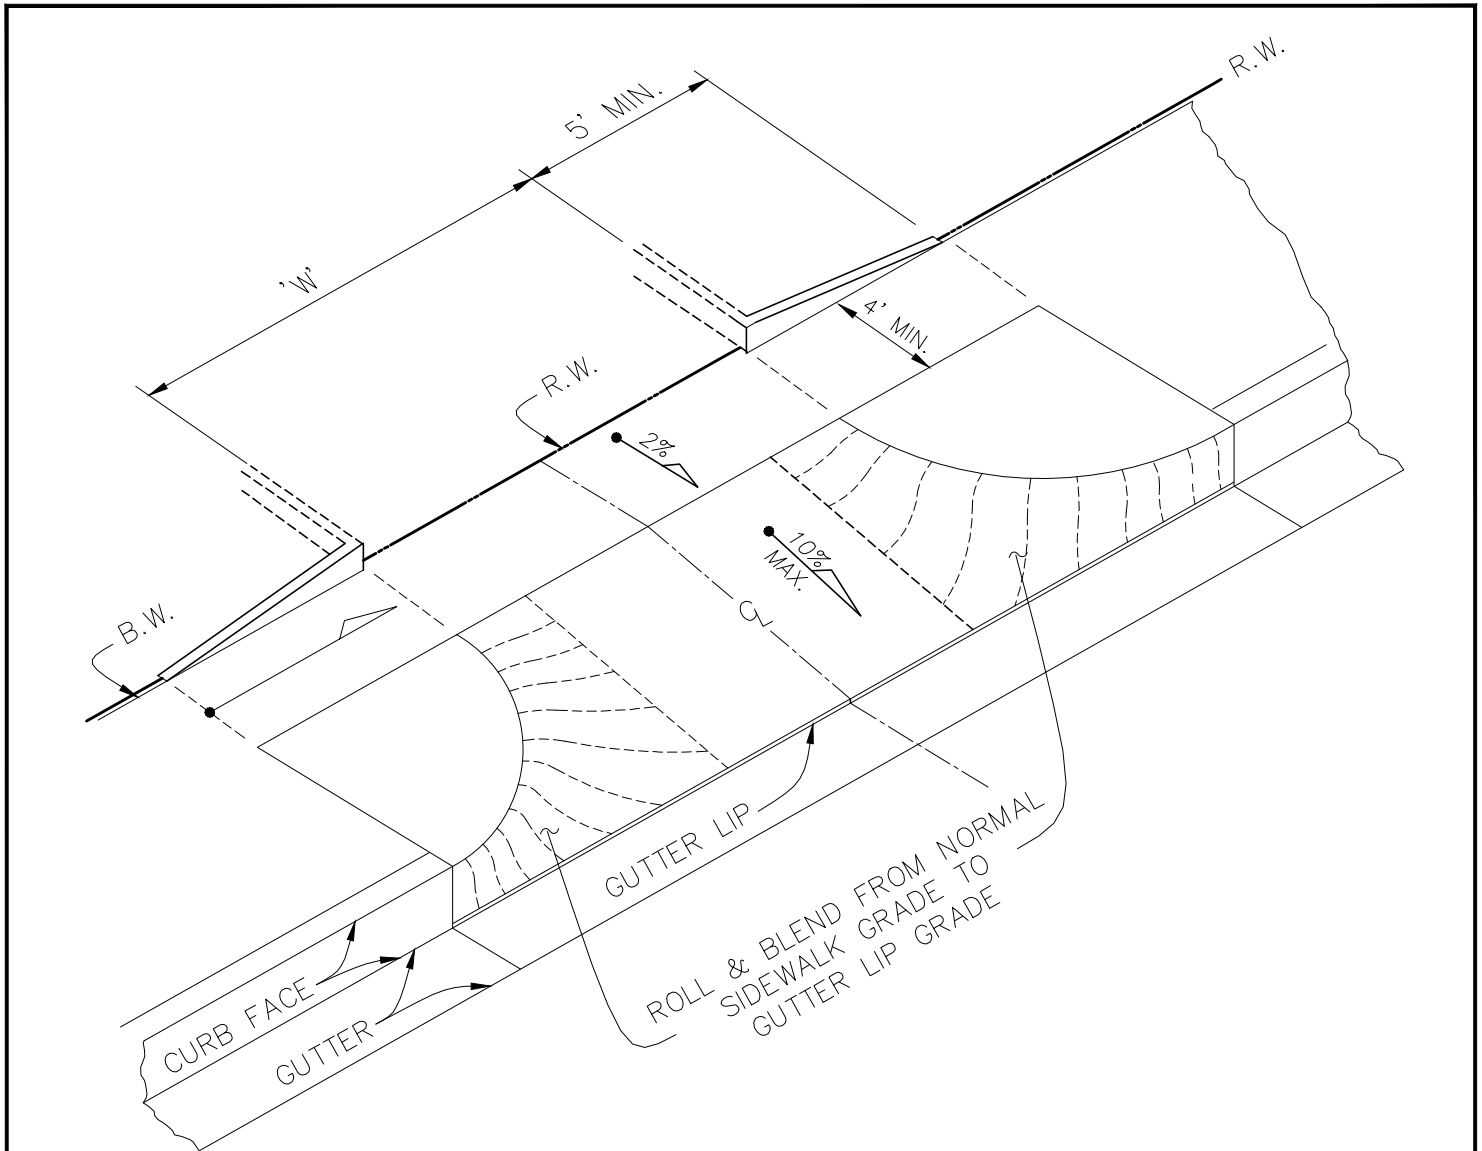 R.W.
5' MIN.
'W'
4' MIN.
R.W.
2%
10%
MAX.
B.W.
CL
GUTTER LIP
ROLL & BLEND FROM NORMAL
SIDEWALK GRADE TO
GUTTER LIP GRADE
CURB FACE
GUTTER